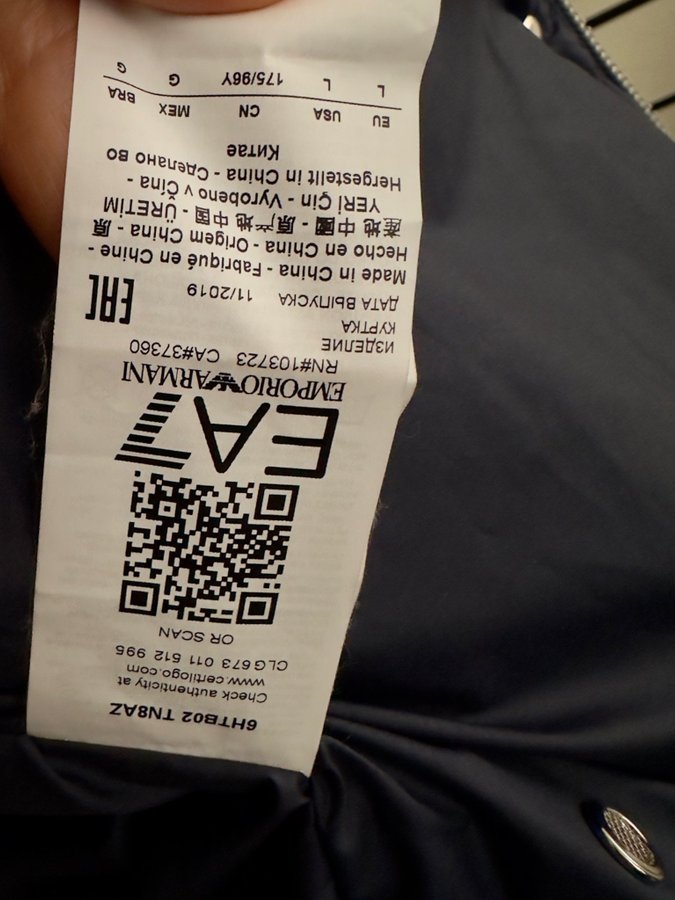 6HTB02 TN8AZ
Check authenticity at
www.certilogo.com
CLG 673 011 512 995
OR SCAN
EA7
EMPORIO ARMANI
RN#103723 CA#37360
ИЗДЕЛИЕ
КУРТКА
ДАТА ВЫПУСКА 11/2019
EAC
Made in China - Fabriqué en Chine -
Hecho en China - Origem China - 原
產地 中國 - 原产地 中国 - ÜRETİM
YERİ Çin - Vyrobeno v Čína -
Hergestellt in China - Сделано во
Китае
EU USA CN MEX BRA
L L 175/96Y G G